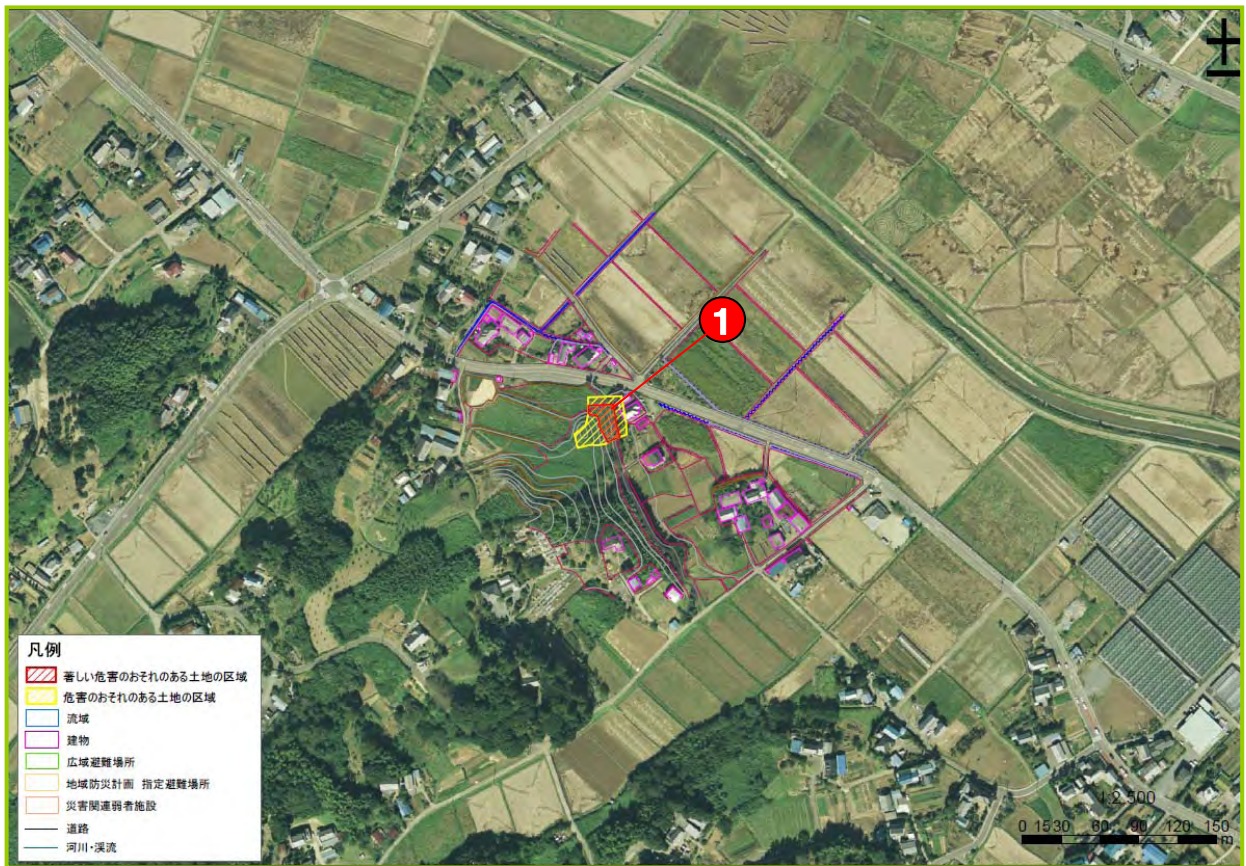 1
凡例
著しい危害のおそれのある土地の区域
危害のおそれのある土地の区域
流域
建物
広域避難場所
地域防災計画 指定避難場所
災害関連弱者施設
道路
河川・渓流
1:2,500
0 15 30 60 90 120 150
m